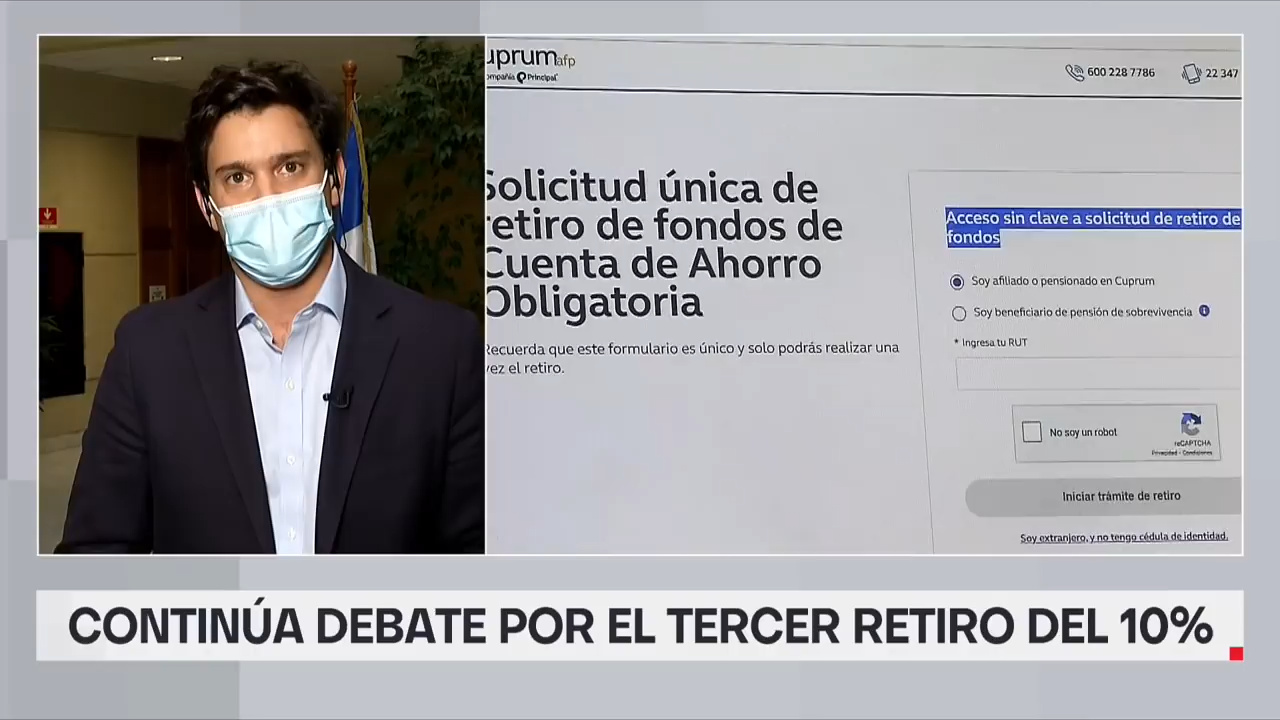 uprumafp
ompañía Principal
600 228 7786
22 347
Solicitud única de
retiro de fondos de
Cuenta de Ahorro
Obligatoria
Recuerda que este formulario es único y solo podrás realizar una
vez el retiro.
Acceso sin clave a solicitud de retiro de
fondos
Soy afiliado o pensionado en Cuprum
Soy beneficiario de pensión de sobrevivencia
* Ingresa tu RUT
No soy un robot
reCAPTCHA
Privacidad - Condiciones
Iniciar trámite de retiro
Soy extranjero, y no tengo cédula de identidad.
CONTINÚA DEBATE POR EL TERCER RETIRO DEL 10%